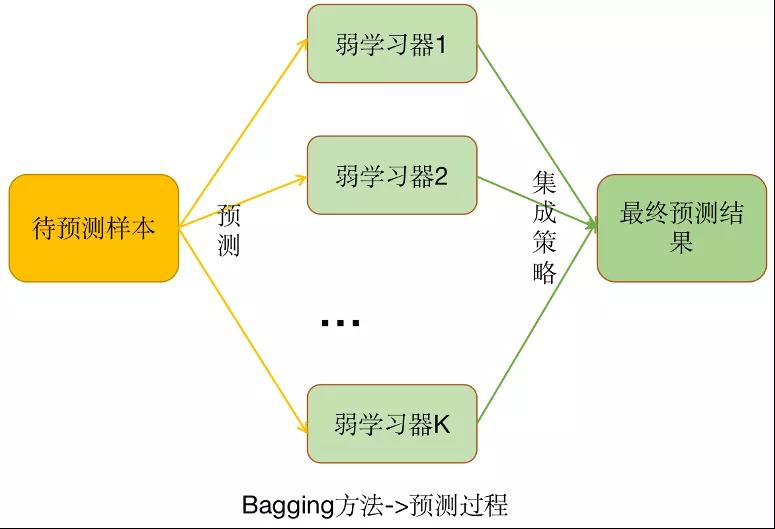 弱学习器1
弱学习器2
待预测样本
预
测
集
成
策
略
最终预测结
果
...
弱学习器K
Bagging方法->预测过程